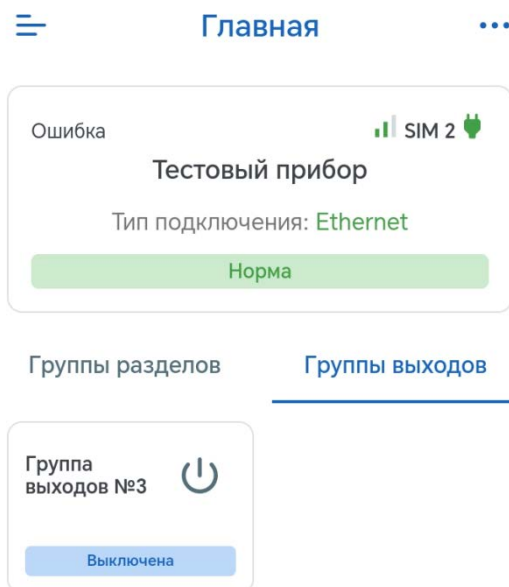 Главная
Ошибка
SIM 2
Тестовый прибор
Тип подключения: Ethernet
Норма
Группы разделов
Группы выходов
Группа
выходов №3
Выключена